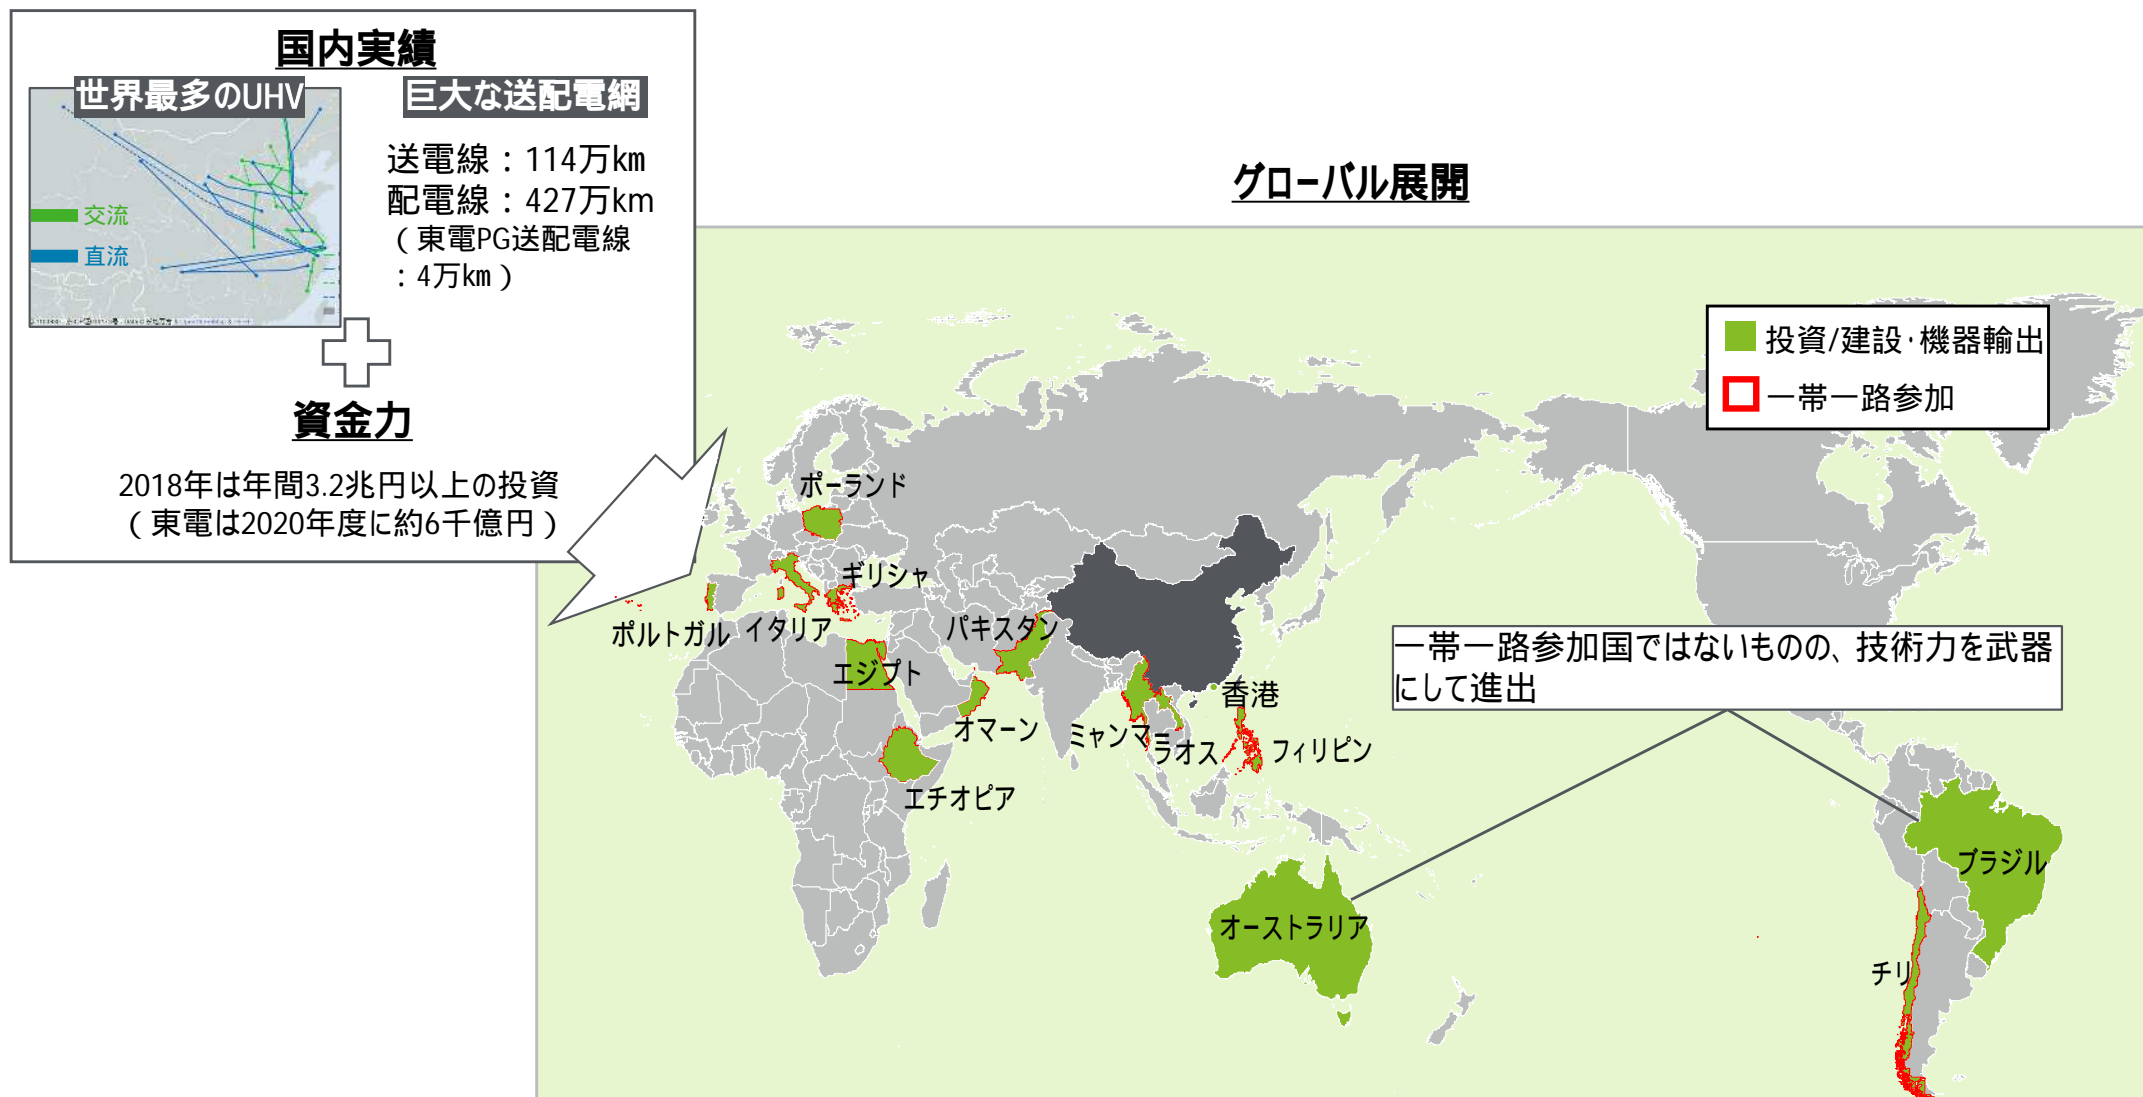 国内実績
世界最多のUHV
巨大な送配電網
交流
直流
送電線：114万km
配電線：427万km
（東電PG送配電線
：4万km）
資金力
2018年は年間3.2兆円以上の投資
（東電は2020年度に約6千億円）
グローバル展開
投資/建設・機器輸出
一帯一路参加
ポーランド
ギリシャ
ポルトガル
イタリア
パキスタン
エジプト
一帯一路参加国ではないものの、技術力を武器
にして進出
香港
オマーン
ミャンマー
ラオス
フィリピン
エチオピア
ブラジル
オーストラリア
チリ